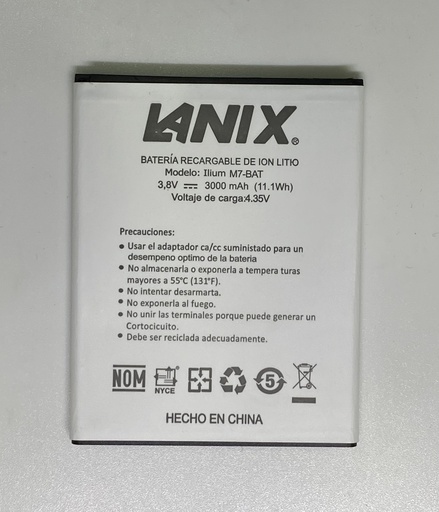 LANIX®
BATERÍA RECARGABLE DE ION LITIO
Modelo: Ilium M7-BAT
3,8V ⎓ 3000 mAh (11.1Wh)
Voltaje de carga:4.35V
Precauciones:
• Usar el adaptador ca/cc suministado para un
desempeno optimo de la bateria
• No almacenarla o exponerla a tempera turas
mayores a 55℃ (131°F).
• No intentar desarmarta.
• No exponerla al fuego.
• No unir las terminales porque puede generar un
Cortocicuito.
• Debe ser reciclada adecuadamente.
NOM NYCE 5
HECHO EN CHINA